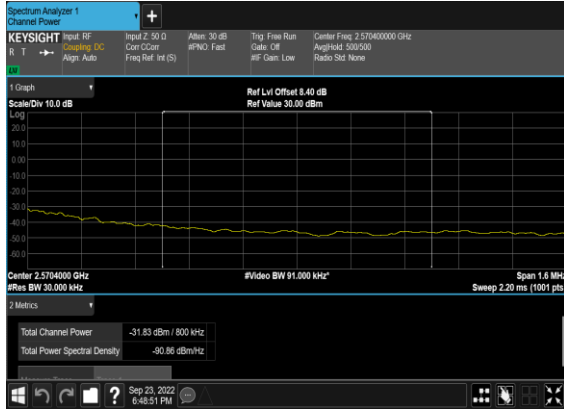 Spectrum Analyzer 1
Channel Power
+
KEYSIGHT Input: RF Input Z: 50 Ω Atten: 30 dB Trig: Free Run Center Freq: 2.570400000 GHz
R T Coupling: DC Corr CCorr #PNO: Fast Gate: Off Avg|Hold: 500/500
Align: Auto Freq Ref: Int (S) #IF Gain: Low Radio Std: None
1 Graph
Ref Lvl Offset 8.40 dB
Scale/Div 10.0 dB Ref Value 30.00 dBm
Log
20.0
10.0
0.00
-10.0
-20.0
-30.0
-40.0
-50.0
-60.0
Center 2.5704000 GHz #Video BW 91.000 kHz* Span 1.6 MHz
#Res BW 30.000 kHz Sweep 2.20 ms (1001 pts
2 Metrics
Total Channel Power -31.83 dBm / 800 kHz
Total Power Spectral Density -90.86 dBm/Hz
? Sep 23, 2022
6:48:51 PM